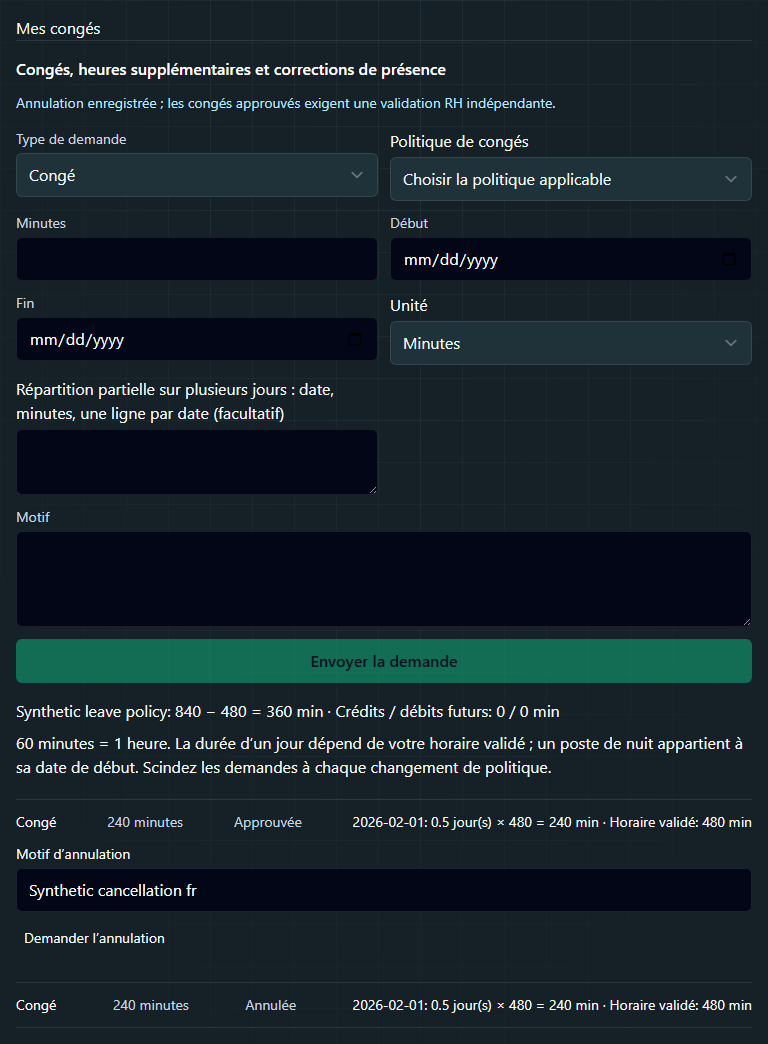 Mes congés
Congés, heures supplémentaires et corrections de présence
Annulation enregistrée ; les congés approuvés exigent une validation RH indépendante.
Type de demande
Congé
Politique de congés
Choisir la politique applicable
Minutes
Début
mm/dd/yyyy
Fin
mm/dd/yyyy
Unité
Minutes
Répartition partielle sur plusieurs jours : date,
minutes, une ligne par date (facultatif)
Motif
Envoyer la demande
Synthetic leave policy: 840 − 480 = 360 min · Crédits / débits futurs: 0 / 0 min
60 minutes = 1 heure. La durée d’un jour dépend de votre horaire validé ; un poste de nuit appartient à
sa date de début. Scindez les demandes à chaque changement de politique.
Congé 240 minutes Approuvée 2026-02-01: 0.5 jour(s) × 480 = 240 min · Horaire validé: 480 min
Motif d’annulation
Synthetic cancellation fr
Demander l’annulation
Congé 240 minutes Annulée 2026-02-01: 0.5 jour(s) × 480 = 240 min · Horaire validé: 480 min